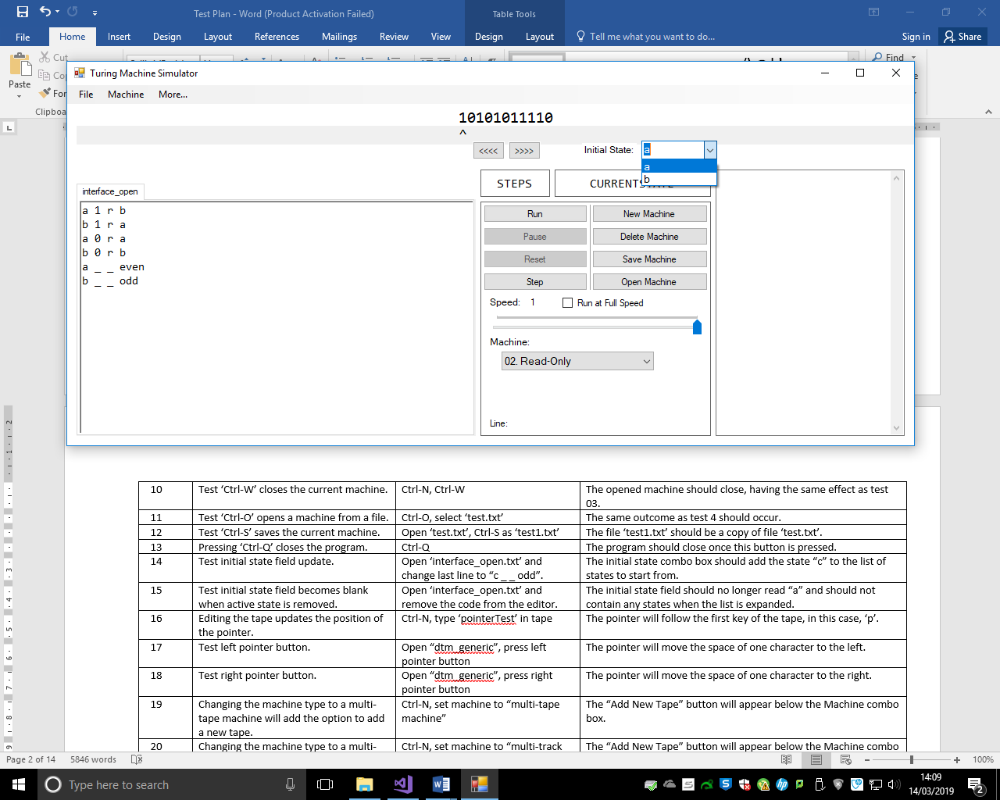 Test Plan - Word (Product Activation Failed)
Table Tools
File
Home
Insert
Design
Layout
References
Mailings
Review
View
Design
Layout
Tell me what you want to do...
Sign in
Share
Paste
Cut
Find
Clipboa
Turing Machine Simulator
File
Machine
More...
10101011110
^
<<<<
>>>>
Initial State:
a
a
b
interface_open
STEPS
a 1 r b
b 1 r a
a 0 r a
b 0 r b
a _ _ even
b _ _ odd
Run
New Machine
Pause
Delete Machine
Reset
Save Machine
Step
Open Machine
Speed: 1
Run at Full Speed
Machine:
02. Read-Only
Line:
10 Test ‘Ctrl-W’ closes the current machine. Ctrl-N, Ctrl-W The opened machine should close, having the same effect as test
03.
11 Test ‘Ctrl-O’ opens a machine from a file. Ctrl-O, select ‘test.txt’ The same outcome as test 4 should occur.
12 Test ‘Ctrl-S’ saves the current machine. Open ‘test.txt’, Ctrl-S as ‘test1.txt’ The file ‘test1.txt’ should be a copy of file ‘test.txt’.
13 Pressing ‘Ctrl-Q’ closes the program. Ctrl-Q The program should close once this button is pressed.
14 Test initial state field update. Open ‘interface_open.txt’ and The initial state combo box should add the state “c” to the list of
change last line to “c _ _ odd”. states to start from.
15 Test initial state field becomes blank Open ‘interface_open.txt’ and The initial state field should no longer read “a” and should not
when active state is removed. remove the code from the editor. contain any states when the list is expanded.
16 Editing the tape updates the position of Ctrl-N, type ‘pointerTest’ in tape The pointer will follow the first key of the tape, in this case, ‘p’.
the pointer.
17 Test left pointer button. Open “dtm_generic”, press left The pointer will move the space of one character to the left.
pointer button
18 Test right pointer button. Open “dtm_generic”, press right The pointer will move the space of one character to the right.
pointer button
19 Changing the machine type to a multi- Ctrl-N, set machine to “multi-tape The “Add New Tape” button will appear below the Machine combo
tape machine will add the option to add machine” box.
a new tape.
20 Changing the machine type to a multi- Ctrl-N, set machine to “multi-track The “Add New Tape” button will appear below the Machine combo
Page 2 of 14
5846 words
100%
Type here to search
14:09
14/03/2019
2